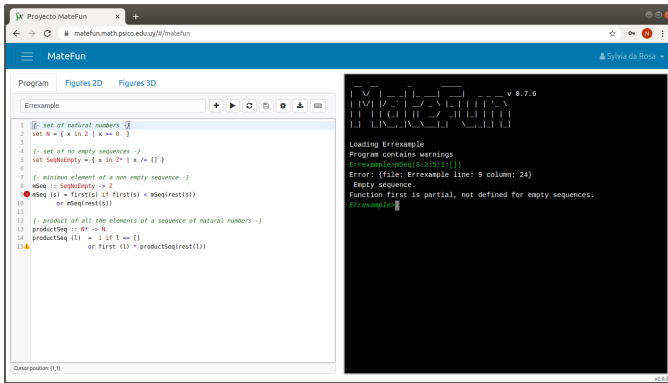 Proyecto MateFun
matefun.math.psico.edu.uy/#/matefun
MateFun
Sylvia da Rosa
Program Figures 2D Figures 3D
Errexample
1 {- set of natural numbers -}
2 set N = { x in Z | x >= 0 }
3
4 {- set of no empty sequences -}
5 set SeqNoEmpty = { x in Z* | x /= [] }
6
7 {- minimun element of a non empty sequence -}
8 mSeq :: SeqNoEmpty -> Z
9 mSeq (s) = first(s) if first(s) < mSeq(rest(s))
10 or mSeq(rest(s))
11
12 {- product of all the elements of a sequence of natural numbers -}
13 productSeq :: N* -> N
14 productSeq (l) = 1 if l == []
15 or first (l) * productSeq(rest(l))
Cursor position: (1,1)
v 0.7.6
Loading Errexample
Program contains warnings
Errexample>mSeq(3:2:5:1:[])
Error: {file: Errexample line: 9 column: 24}
Empty sequence.
Function first is partial, not defined for empty sequences.
Errexample>
v2.0.2